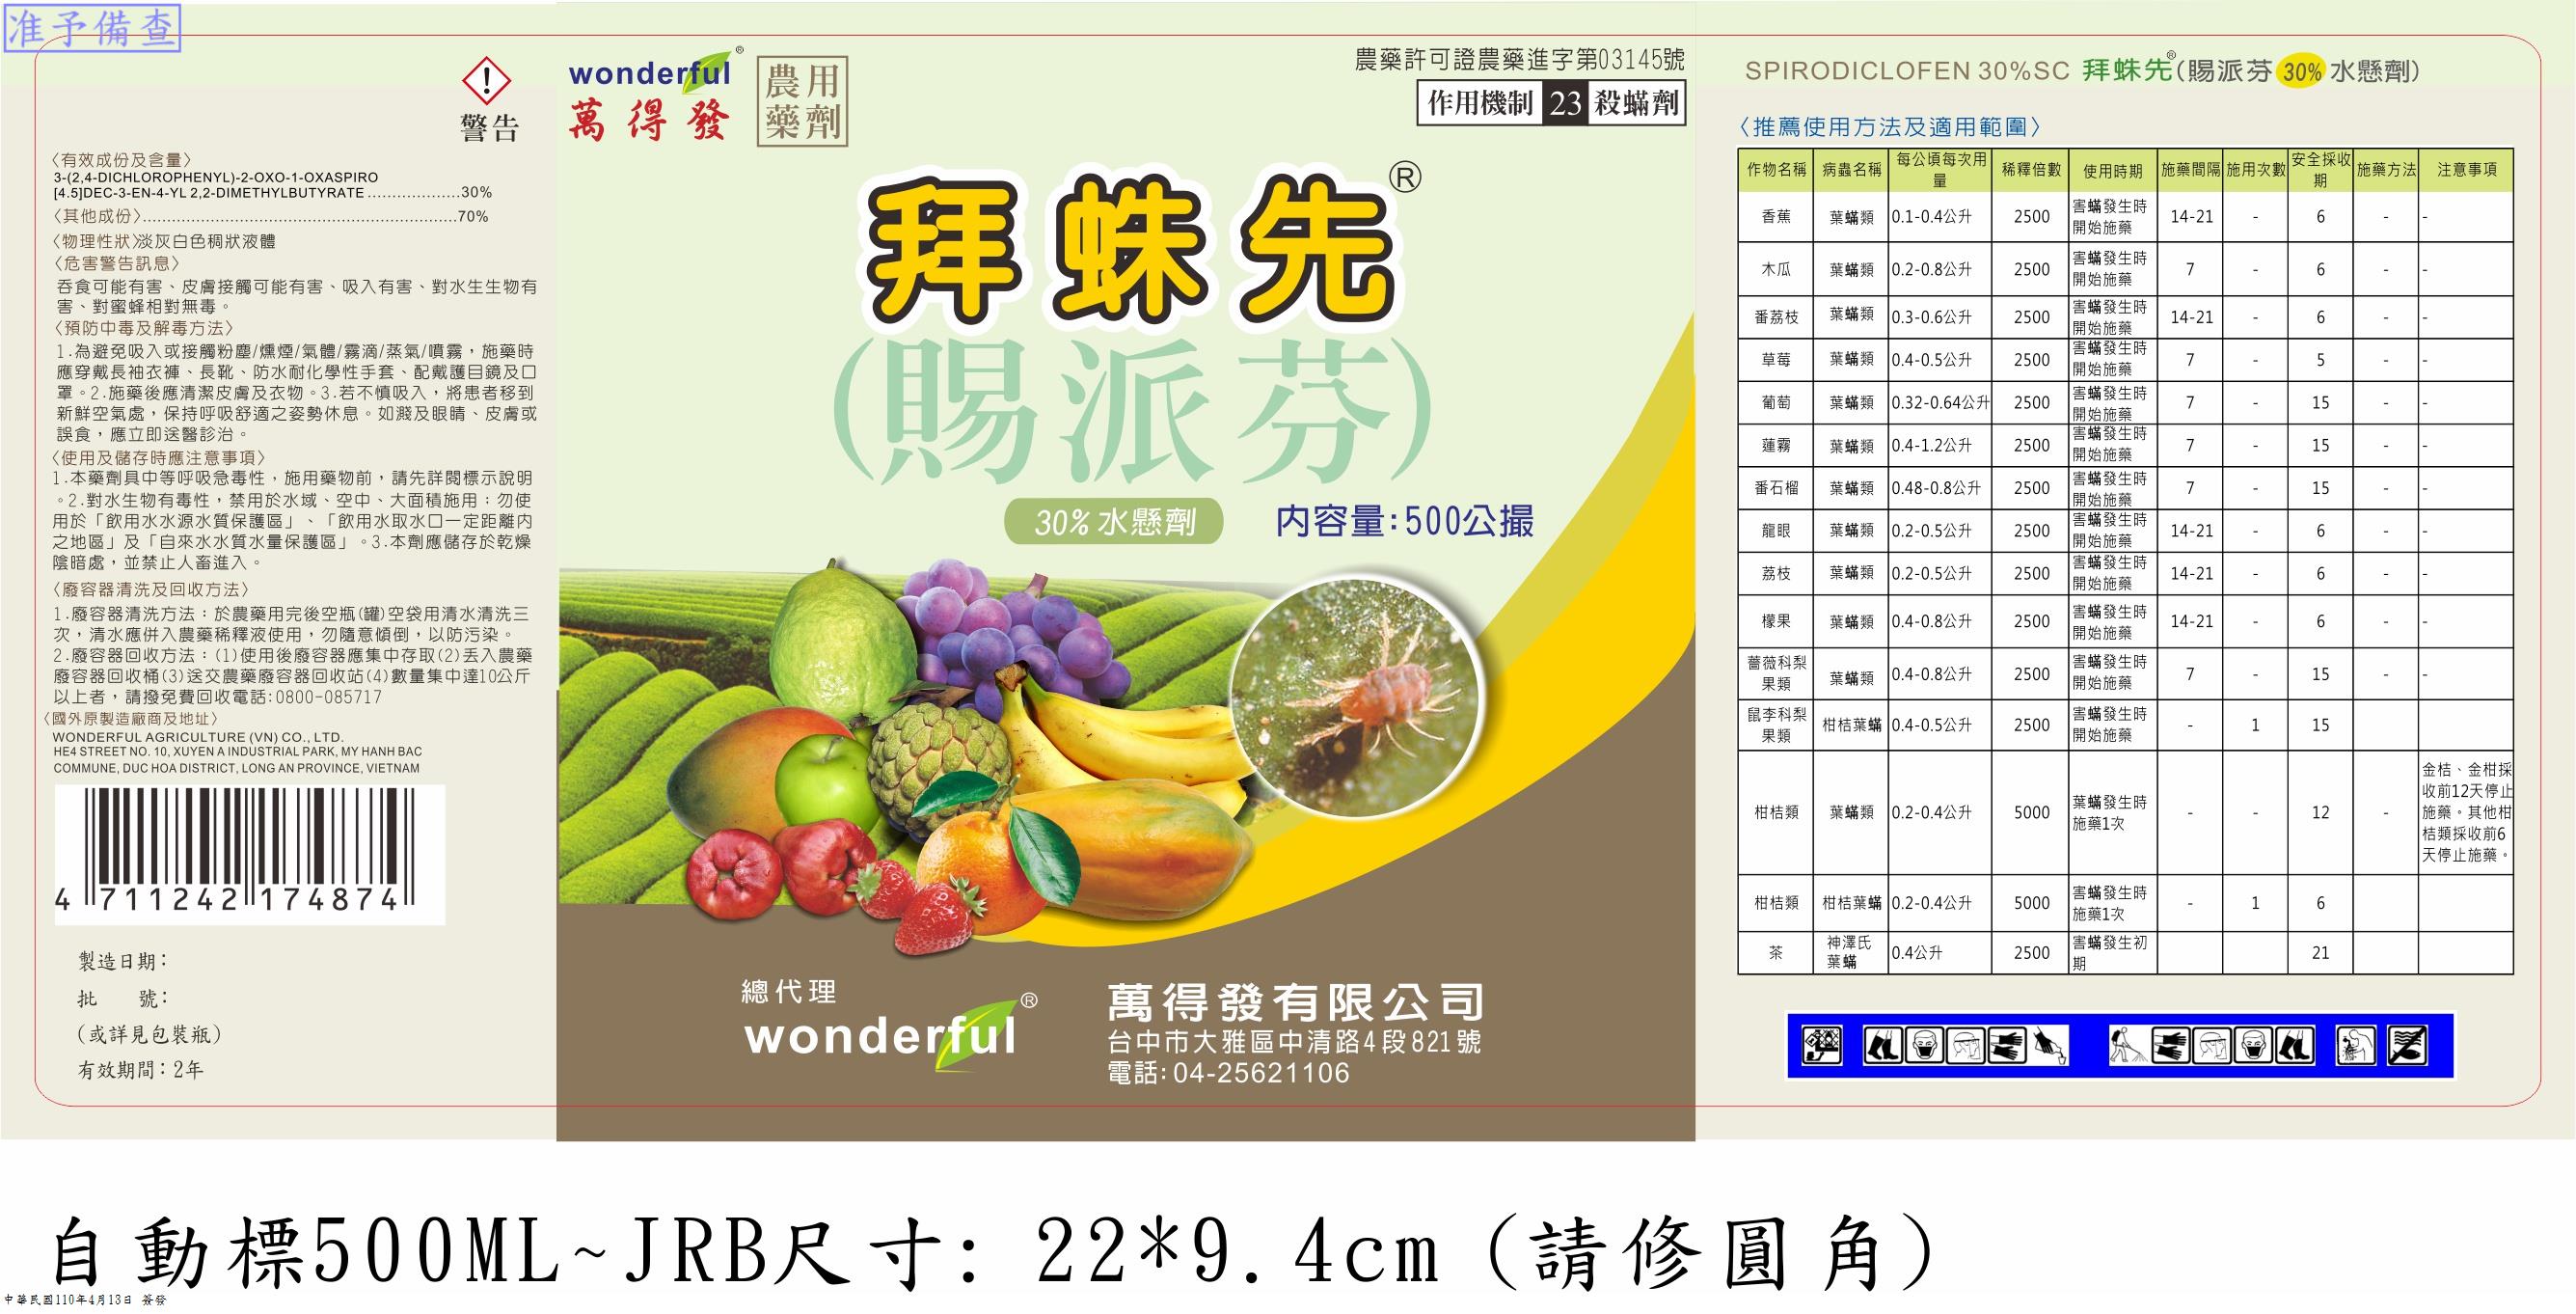 准予備查
警告
〈有效成份及含量〉
3-(2,4-DICHLOROPHENYL)-2-OXO-1-OXASPIRO
[4.5]DEC-3-EN-4-YL 2,2-DIMETHYLBUTYRATE...................30%
〈其他成份〉................................................................70%
〈物理性狀〉淡灰白色稠狀液體
〈危害警告訊息〉
吞食可能有害、皮膚接觸可能有害、吸入有害、對水生生物有
害、對蜜蜂相對無毒。
〈預防中毒及解毒方法〉
1.為避免吸入或接觸粉塵/燻煙/氣體/霧滴/蒸氣/噴霧，施藥時
應穿戴長袖衣褲、長靴、防水耐化學性手套、配戴護目鏡及口
罩。2.施藥後應清潔皮膚及衣物。3.若不慎吸入，將患者移到
新鮮空氣處，保持呼吸舒適之姿勢休息。如濺及眼睛、皮膚或
誤食，應立即送醫診治。
〈使用及儲存時應注意事項〉
1.本藥劑具中等呼吸急毒性，施用藥物前，請先詳閱標示說明
。2.對水生物有毒性，禁用於水域、空中、大面積施用；勿使
用於「飲用水水源水質保護區」、「飲用水取水口一定距離內
之地區」及「自來水水質水量保護區」。3.本劑應儲存於乾燥
陰暗處，並禁止人畜進入。
〈廢容器清洗及回收方法〉
1.廢容器清洗方法：於農藥用完後空瓶(罐)空袋用清水清洗三
次，清水應併入農藥稀釋液使用，勿隨意傾倒，以防污染。
2.廢容器回收方法：(1)使用後廢容器應集中存取(2)丟入農藥
廢容器回收桶(3)送交農藥廢容器回收站(4)數量集中達10公斤
以上者，請撥免費回收電話:0800-085717
〈國外原製造廠商及地址〉
WONDERFUL AGRICULTURE (VN) CO., LTD.
HE4 STREET NO. 10, XUYEN A INDUSTRIAL PARK, MY HANH BAC
COMMUNE, DUC HOA DISTRICT, LONG AN PROVINCE, VIETNAM
4 711242 174874
製造日期：
批　　號：
（或詳見包裝瓶）
有效期間：2年
wonderful®
萬得發
農用
藥劑
農藥許可證農藥進字第03145號
作用機制 23 殺蟎劑
拜蛛先®
(賜派芬)
30% 水懸劑
內容量:500公撮
總代理
wonderful®
萬得發有限公司
台中市大雅區中清路4段821號
電話：04-25621106
SPIRODICLOFEN 30%SC 拜蛛先®(賜派芬 30% 水懸劑)
〈推薦使用方法及適用範圍〉
作物名稱 病蟲名稱 每公頃每次用量 稀釋倍數 使用時期 施藥間隔 施用次數 安全採收期 施藥方法 注意事項
香蕉 葉蟎類 0.1-0.4公升 2500 害蟎發生時開始施藥 14-21 - 6 - -
木瓜 葉蟎類 0.2-0.8公升 2500 害蟎發生時開始施藥 7 - 6 - -
番荔枝 葉蟎類 0.3-0.6公升 2500 害蟎發生時開始施藥 14-21 - 6 - -
草莓 葉蟎類 0.4-0.5公升 2500 害蟎發生時開始施藥 7 - 5 - -
葡萄 葉蟎類 0.32-0.64公升 2500 害蟎發生時開始施藥 7 - 15 - -
蓮霧 葉蟎類 0.4-1.2公升 2500 害蟎發生時開始施藥 7 - 15 - -
番石榴 葉蟎類 0.48-0.8公升 2500 害蟎發生時開始施藥 7 - 15 - -
龍眼 葉蟎類 0.2-0.5公升 2500 害蟎發生時開始施藥 14-21 - 6 - -
荔枝 葉蟎類 0.2-0.5公升 2500 害蟎發生時開始施藥 14-21 - 6 - -
檬果 葉蟎類 0.4-0.8公升 2500 害蟎發生時開始施藥 14-21 - 6 - -
薔薇科梨果類 葉蟎類 0.4-0.8公升 2500 害蟎發生時開始施藥 7 - 15 - -
鼠李科梨果類 柑桔葉蟎 0.4-0.5公升 2500 害蟎發生時開始施藥 - 1 15
柑桔類 葉蟎類 0.2-0.4公升 5000 葉蟎發生時施藥1次 - - 12 - 金桔、金柑採收前12天停止施藥。其他柑桔類採收前6天停止施藥。
柑桔類 柑桔葉蟎 0.2-0.4公升 5000 害蟎發生時施藥1次 - 1 6
茶 神澤氏葉蟎 0.4公升 2500 害蟎發生初期 21
自動標500ML~JRB尺寸: 22*9.4cm (請修圓角)
中華民國110年4月13日 簽發